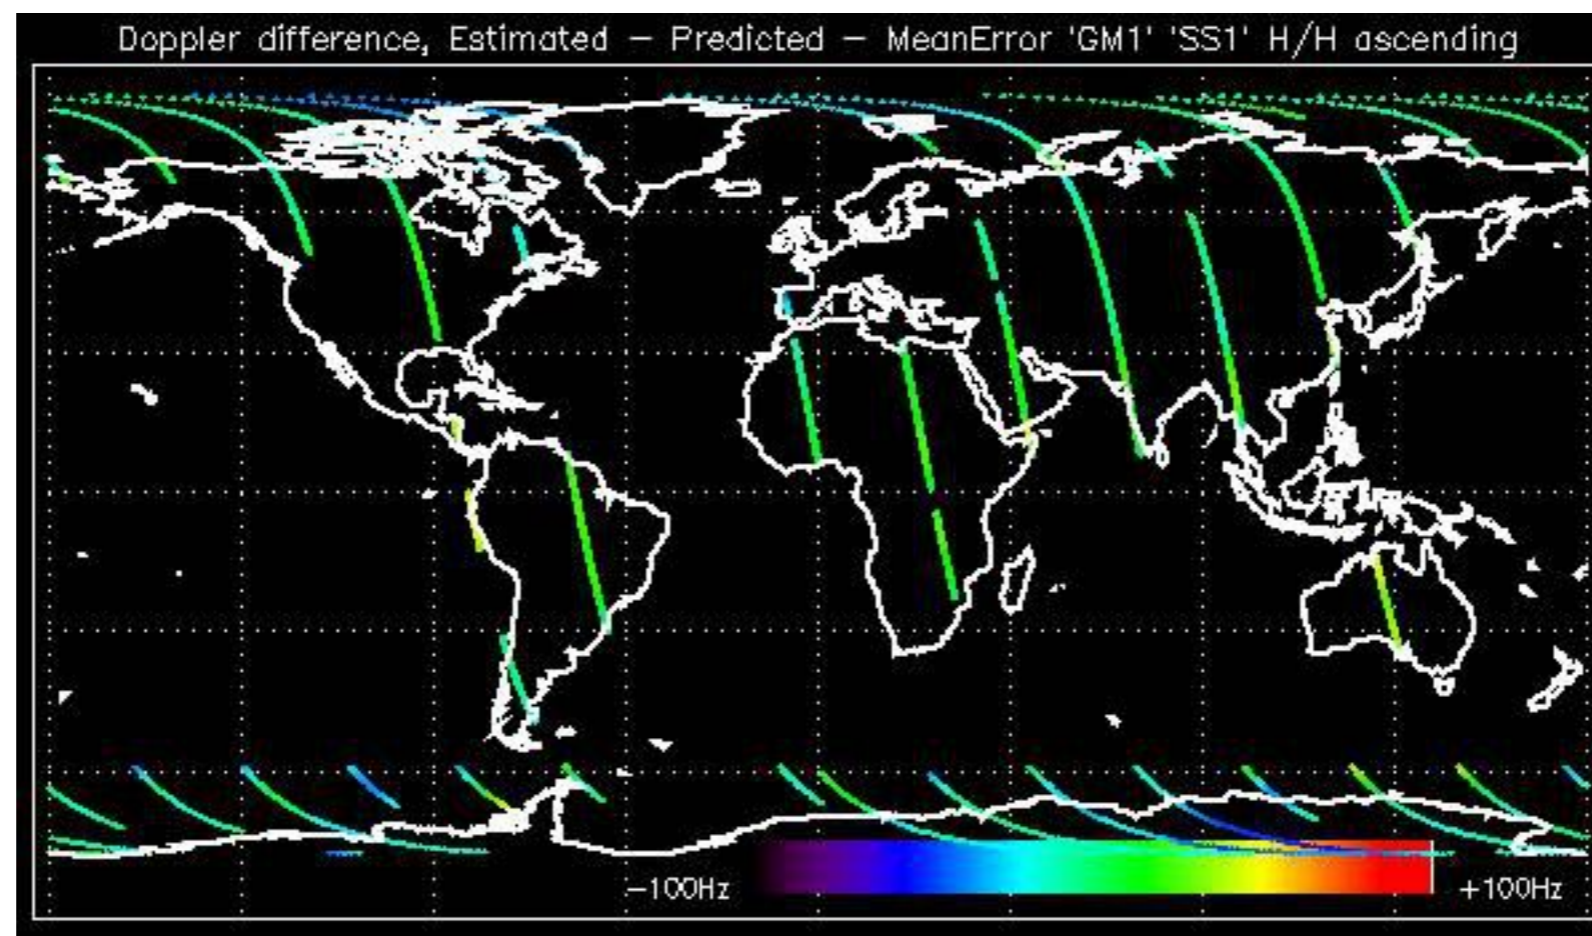 Doppler difference, Estimated – Predicted – MeanError 'GM1' 'SS1' H/H ascending
–100Hz +100Hz